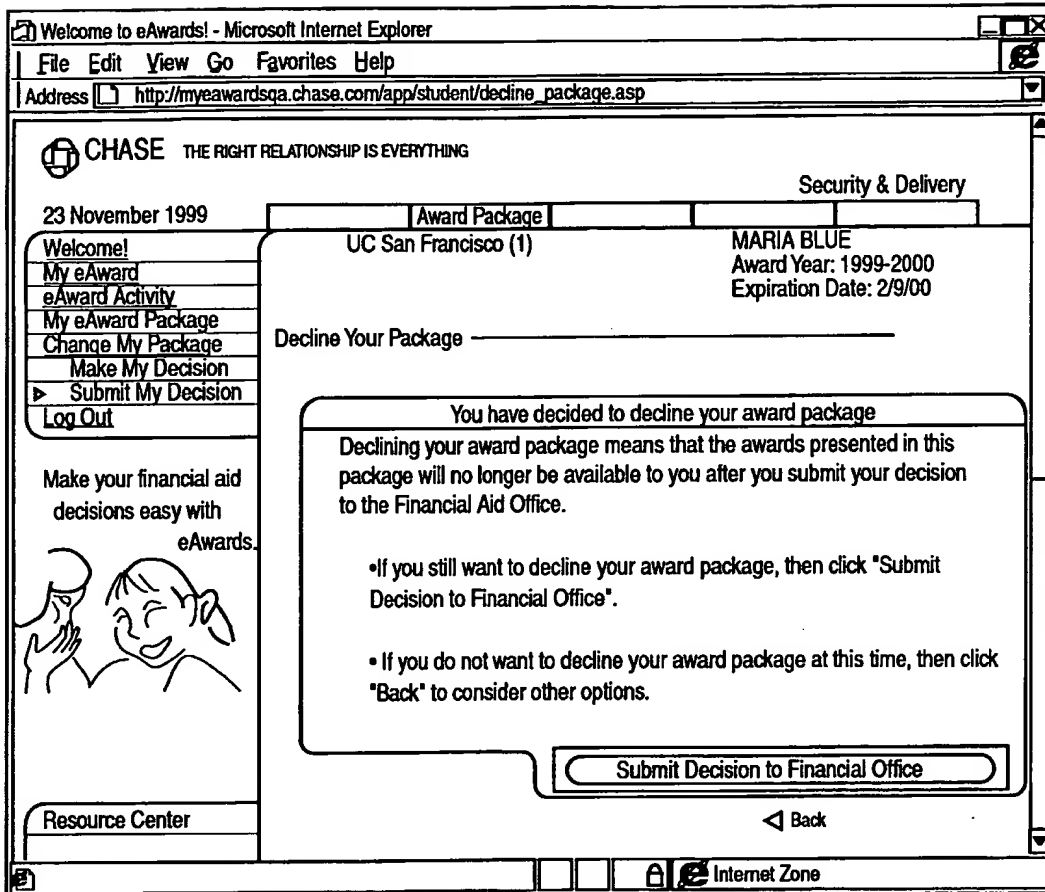 Welcome to eAwards! - Microsoft Internet Explorer
File Edit View Go Favorites Help
Address http://myeawardsqa.chase.com/app/student/decline_package.asp
CHASE THE RIGHT RELATIONSHIP IS EVERYTHING
Security & Delivery
23 November 1999
Award Package
Welcome!
My eAward
eAward Activity
My eAward Package
Change My Package
Make My Decision
Submit My Decision
Log Out
UC San Francisco (1)
MARIA BLUE
Award Year: 1999-2000
Expiration Date: 2/9/00
Decline Your Package
Make your financial aid
decisions easy with
eAwards.
You have decided to decline your award package
Declining your award package means that the awards presented in this
package will no longer be available to you after you submit your decision
to the Financial Aid Office.
•If you still want to decline your award package, then click "Submit
Decision to Financial Office".
• If you do not want to decline your award package at this time, then click
"Back" to consider other options.
Submit Decision to Financial Office
Back
Resource Center
Internet Zone